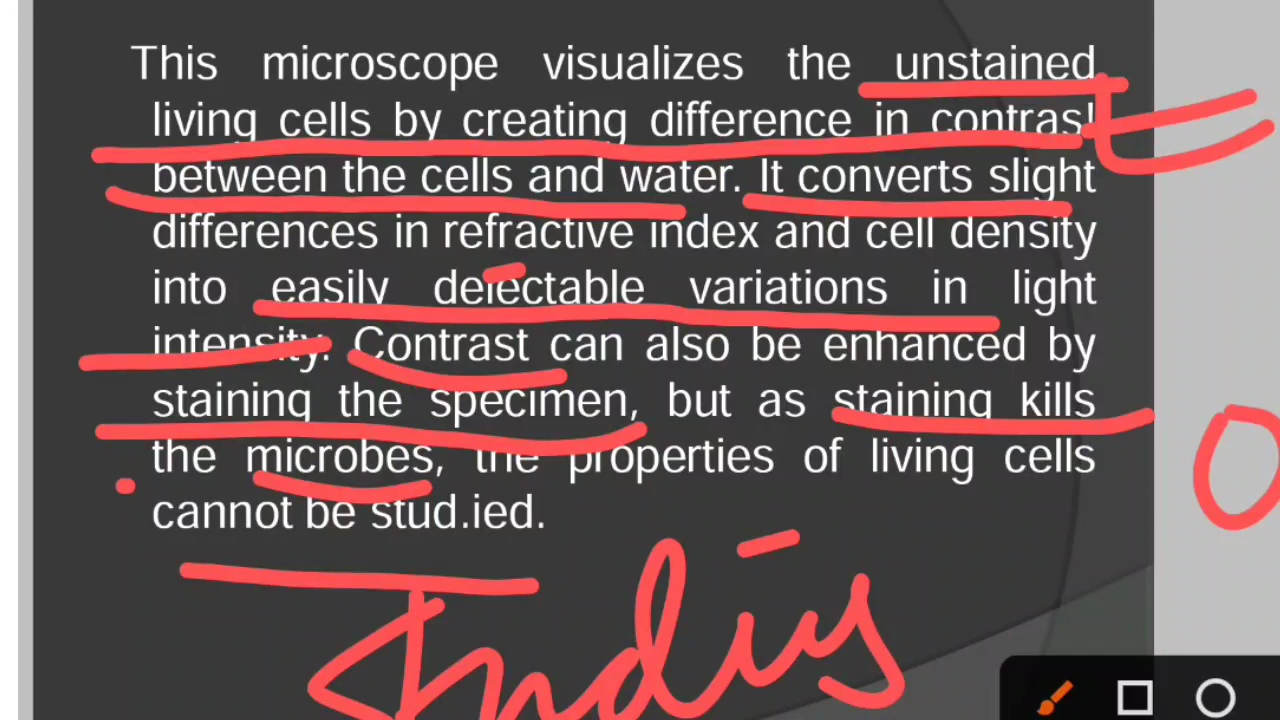 This microscope visualizes the unstained
living cells by creating difference in contrast
between the cells and water. It converts slight
differences in refractive index and cell density
into easily detectable variations in light
intensity. Contrast can also be enhanced by
staining the specimen, but as staining kills
the microbes, the properties of living cells
cannot be stud.ied.